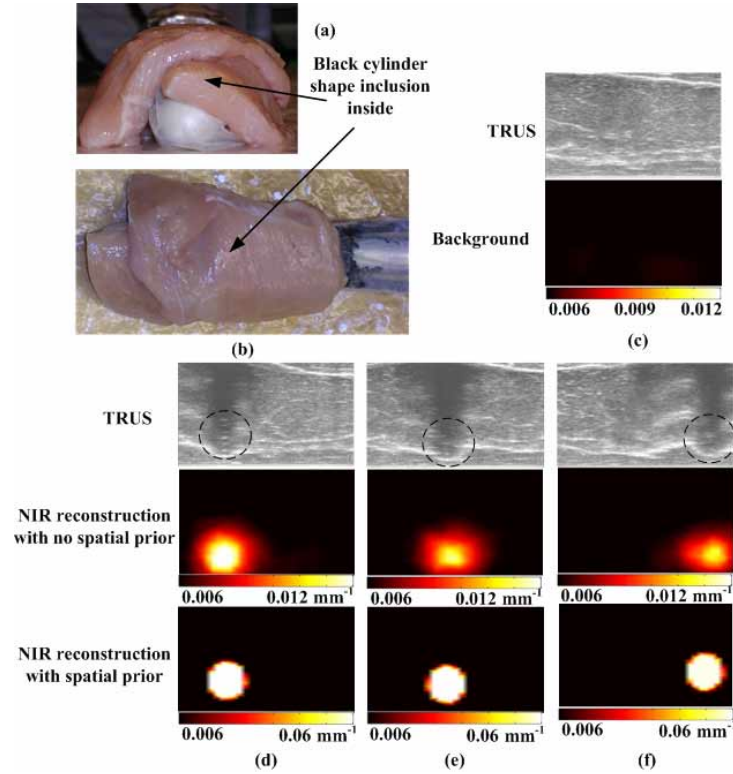 (a)
Black cylinder
shape inclusion
inside
TRUS
Background
0.006 0.009 0.012
(b)
(c)
TRUS
NIR reconstruction
with no spatial prior
0.006 0.012 mm⁻¹ 0.006 0.012 mm⁻¹ 0.006 0.012 mm⁻¹
NIR reconstruction
with spatial prior
0.006 0.06 mm⁻¹ 0.006 0.06 mm⁻¹ 0.006 0.06 mm⁻¹
(d) (e) (f)